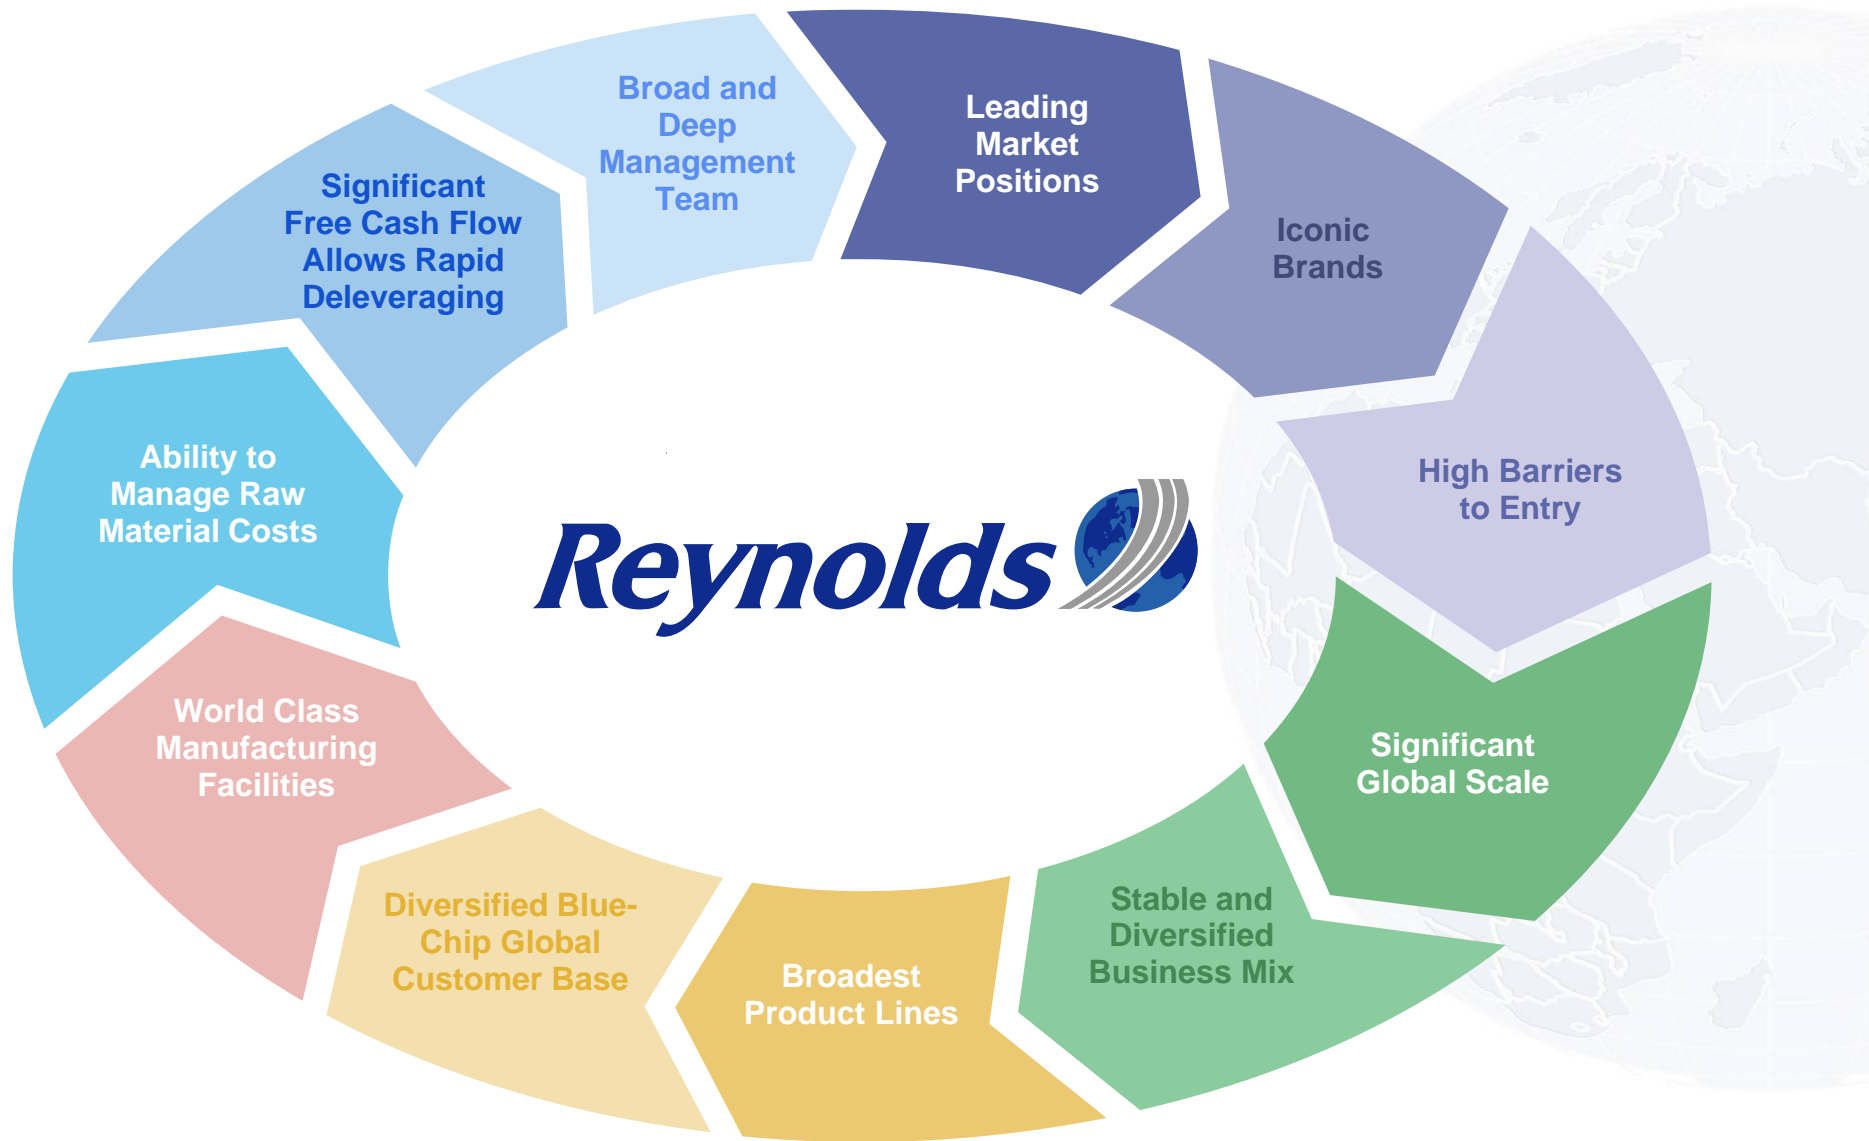 Leading
Market
Positions
Iconic
Brands
High Barriers
to Entry
Significant
Global Scale
Stable and
Diversified
Business Mix
Broadest
Product Lines
Diversified Blue-
Chip Global
Customer Base
World Class
Manufacturing
Facilities
Ability to
Manage Raw
Material Costs
Significant
Free Cash Flow
Allows Rapid
Deleveraging
Broad and
Deep
Management
Team
Reynolds